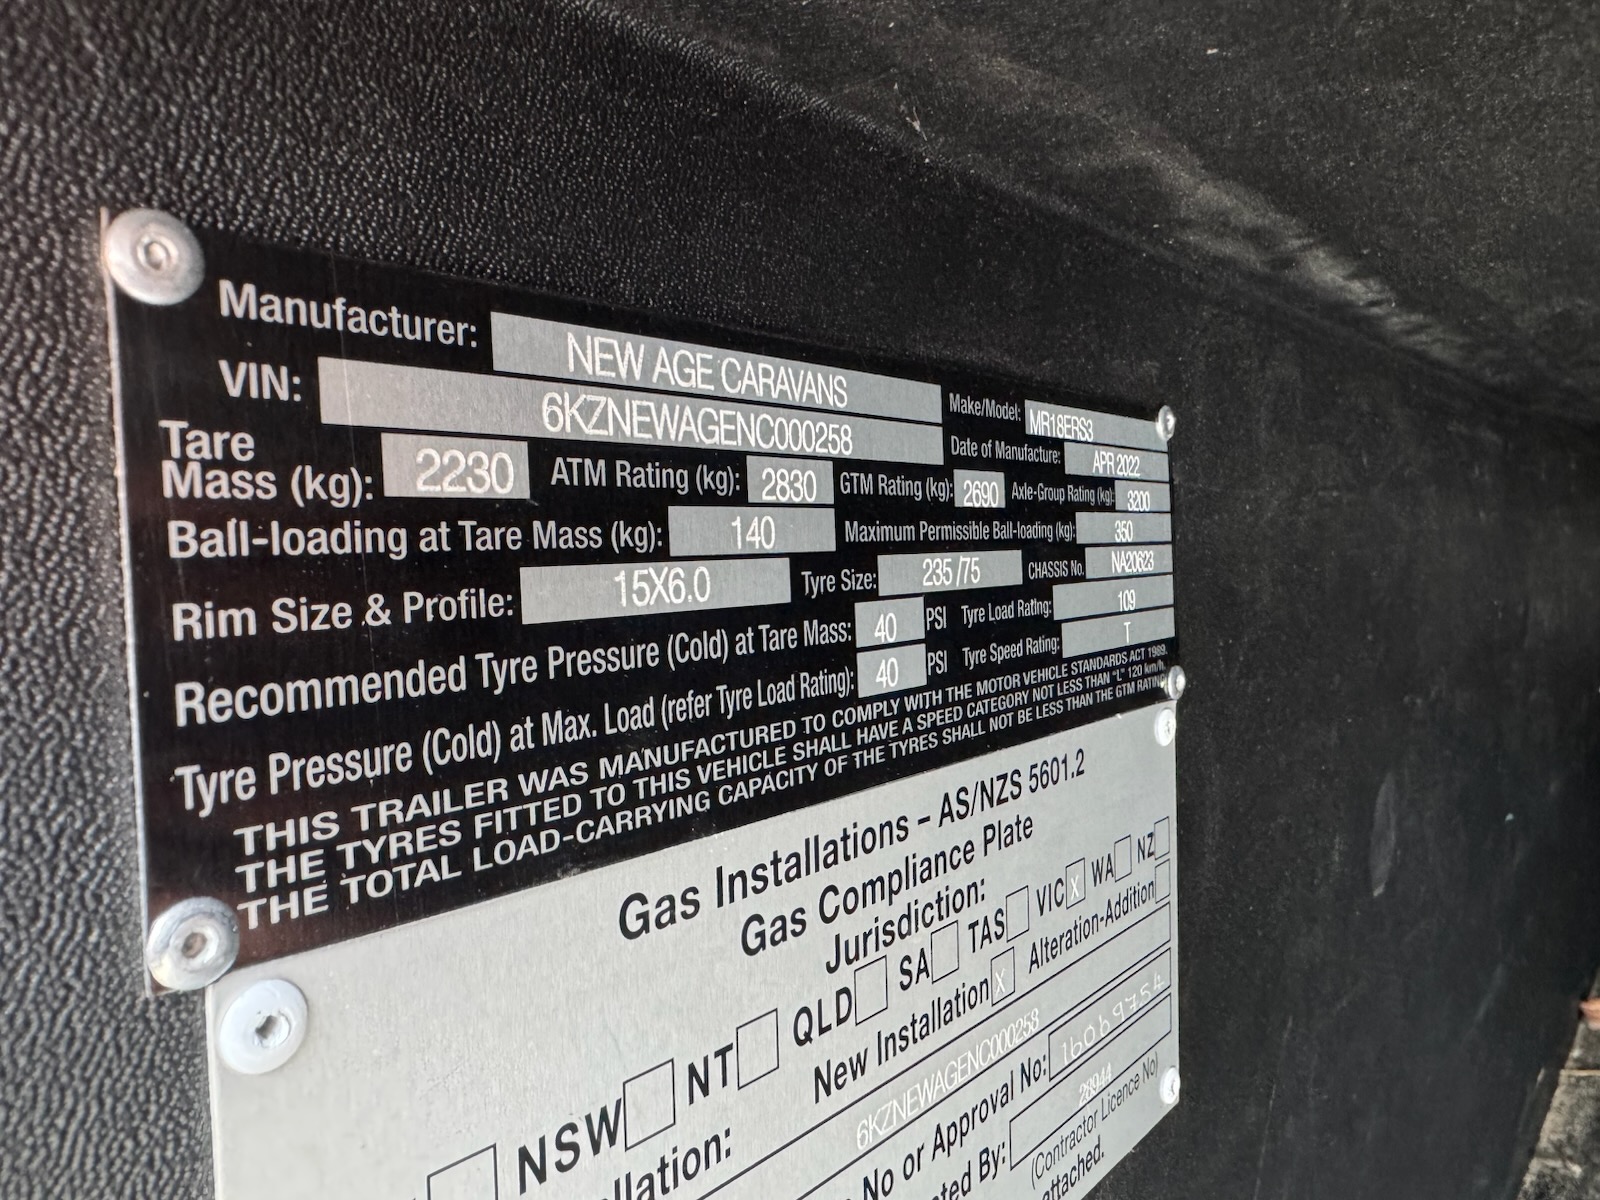 Manufacturer: NEW AGE CARAVANS
VIN: 6KZNEWAGENC000258
Make/Model: MR18ERS3
Date of Manufacture: APR 2022
Tare Mass (kg): 2230 ATM Rating (kg): 2830 GTM Rating (kg): 2690 Axle-Group Rating (kg): 3200
Ball-loading at Tare Mass (kg): 140 Maximum Permissible Ball-loading (kg): 350
Rim Size & Profile: 15X6.0 Tyre Size: 235/75 CHASSIS No. NA20623
Recommended Tyre Pressure (Cold) at Tare Mass: 40 PSI Tyre Load Rating: 109
Tyre Pressure (Cold) at Max. Load (refer Tyre Load Rating): 40 PSI Tyre Speed Rating: T
THIS TRAILER WAS MANUFACTURED TO COMPLY WITH THE MOTOR VEHICLE STANDARDS ACT 1989.
THE TYRES FITTED TO THIS VEHICLE SHALL HAVE A SPEED CATEGORY NOT LESS THAN "L" 120 km/h.
THE TOTAL LOAD-CARRYING CAPACITY OF THE TYRES SHALL NOT BE LESS THAN THE GTM RATING
Gas Installations – AS/NZS 5601.2
Gas Compliance Plate
Jurisdiction:
NSW NT QLD SA TAS VIC X WA NZ
New Installation X Alteration-Addition
llation: 6KZNEWAGENC000258
No or Approval No: 16069754
ted By: 28944
(Contractor Licence No)
attached.